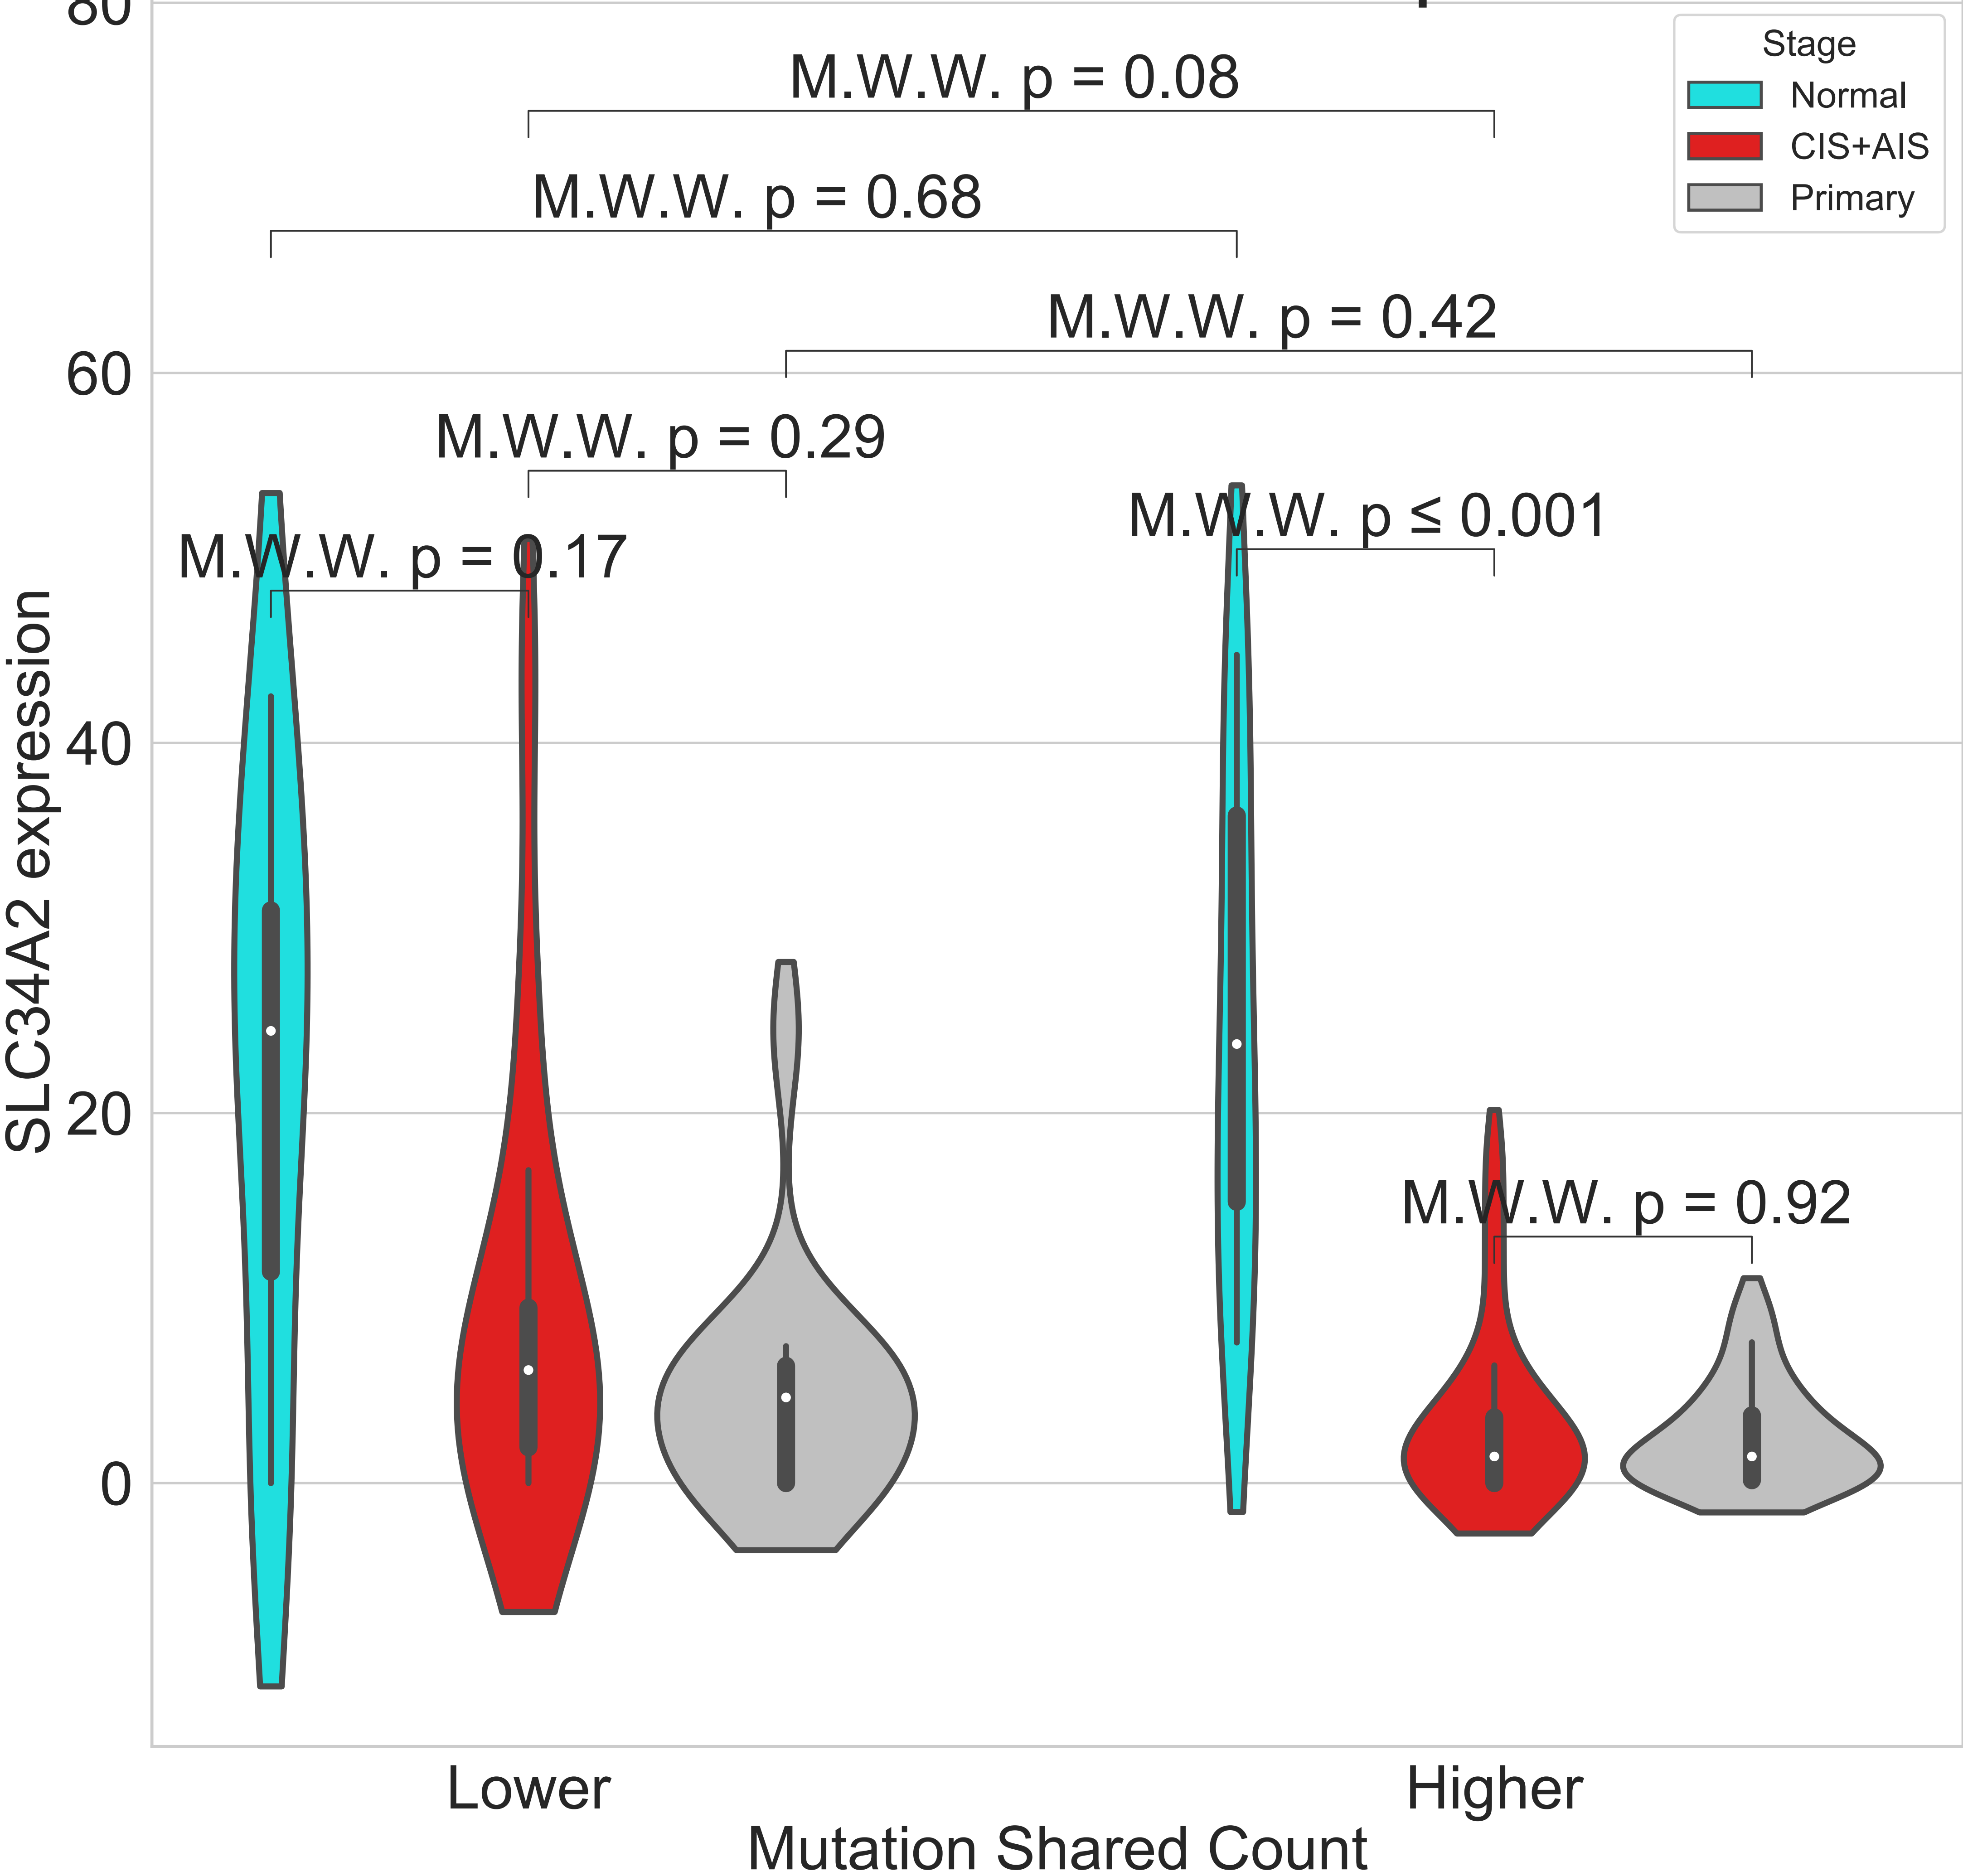 80
Stage
Normal
CIS+AIS
Primary
M.W.W. p = 0.08
M.W.W. p = 0.68
M.W.W. p = 0.42
60
M.W.W. p = 0.29
M.W.W. p ≤ 0.001
M.W.W. p = 0.17
SLC34A2 expression
40
20
M.W.W. p = 0.92
0
Lower
Higher
Mutation Shared Count